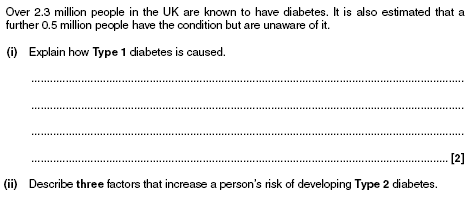 Over 2.3 million people in the UK are known to have diabetes. It is also estimated that a
further 0.5 million people have the condition but are unaware of it.
(i) Explain how Type 1 diabetes is caused.
..........................................................................................................................................
..........................................................................................................................................
..........................................................................................................................................
..................................................................................................................................... [2]
(ii) Describe three factors that increase a person's risk of developing Type 2 diabetes.